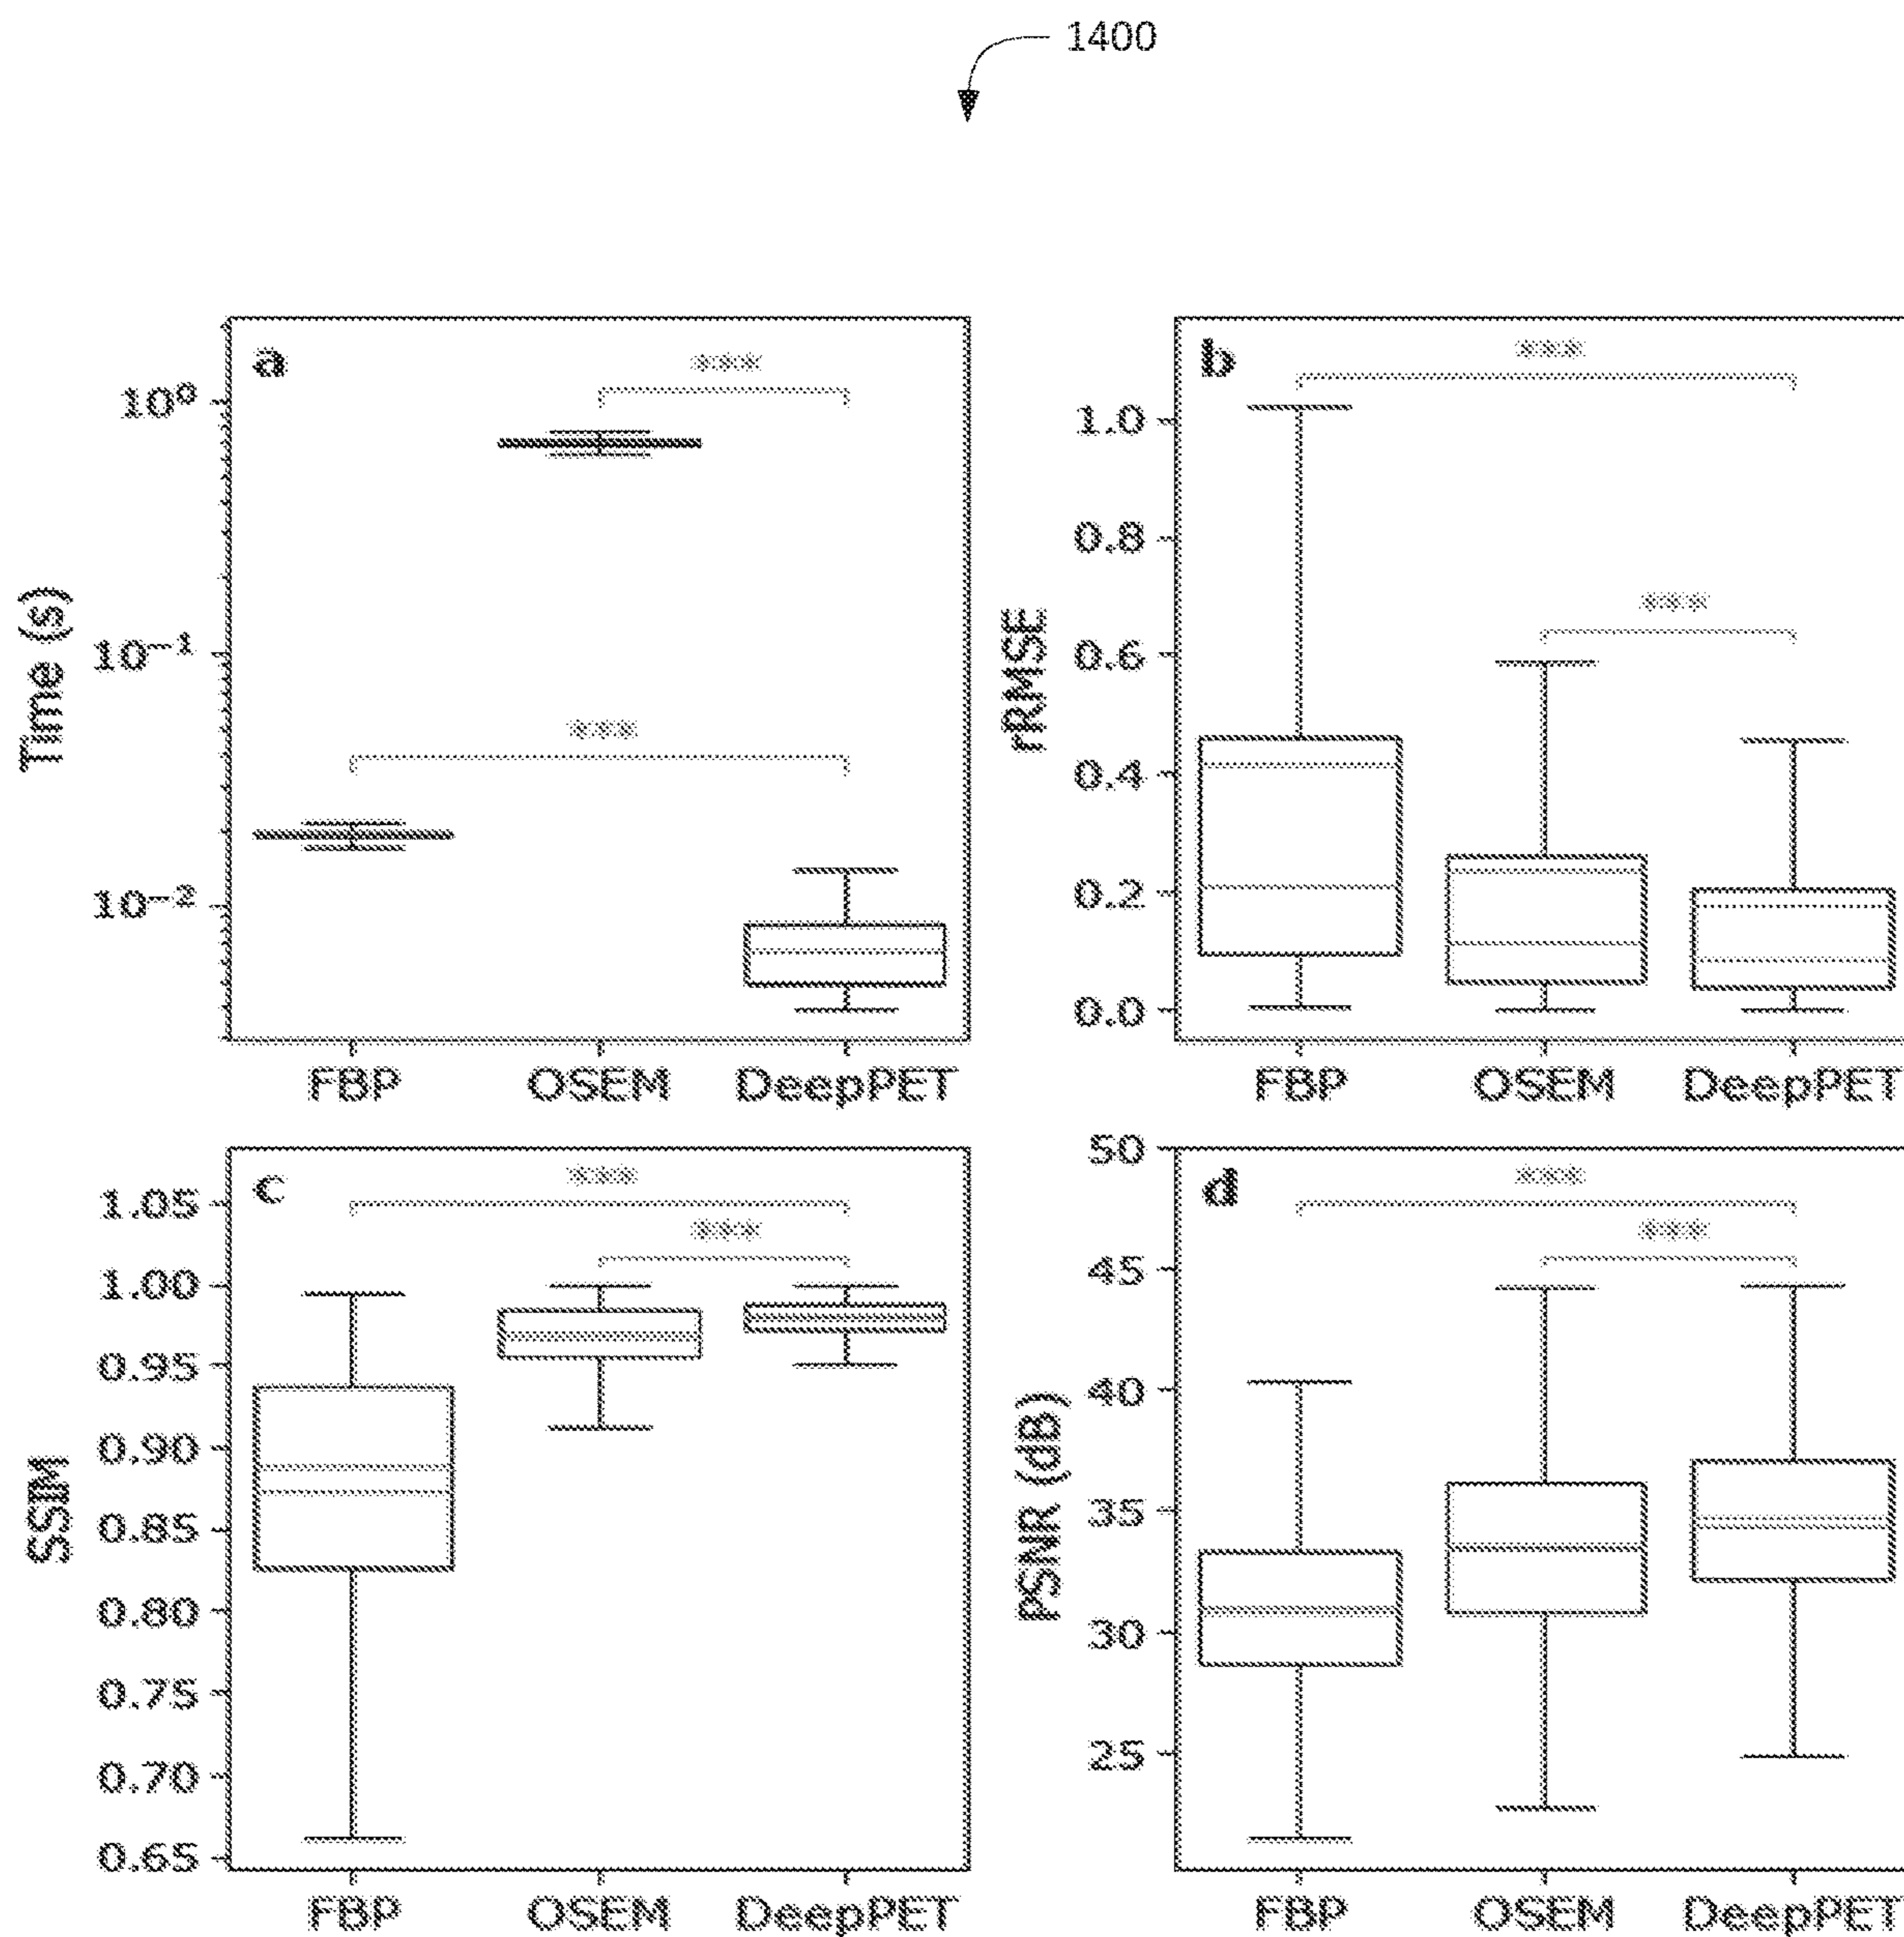 1400
a
***
10⁰
10⁻¹
10⁻²
***
Time (s)
FBP OSEM DeepPET
b
***
1.0
0.8
0.6
0.4
0.2
0.0
***
rRMSE
FBP OSEM DeepPET
c
***
***
1.05
1.00
0.95
0.90
0.85
0.80
0.75
0.70
0.65
SSIM
FBP OSEM DeepPET
d
***
***
50
45
40
35
30
25
PSNR (dB)
FBP OSEM DeepPET